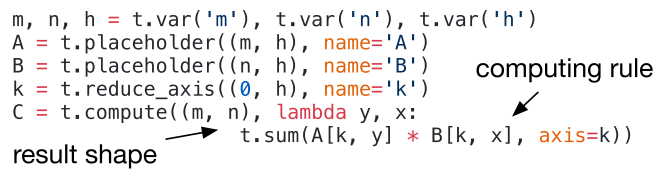 m, n, h = t.var('m'), t.var('n'), t.var('h')
A = t.placeholder((m, h), name='A')
B = t.placeholder((n, h), name='B')
k = t.reduce_axis((0, h), name='k')
computing rule
C = t.compute((m, n), lambda y, x:
t.sum(A[k, y] * B[k, x], axis=k))
result shape